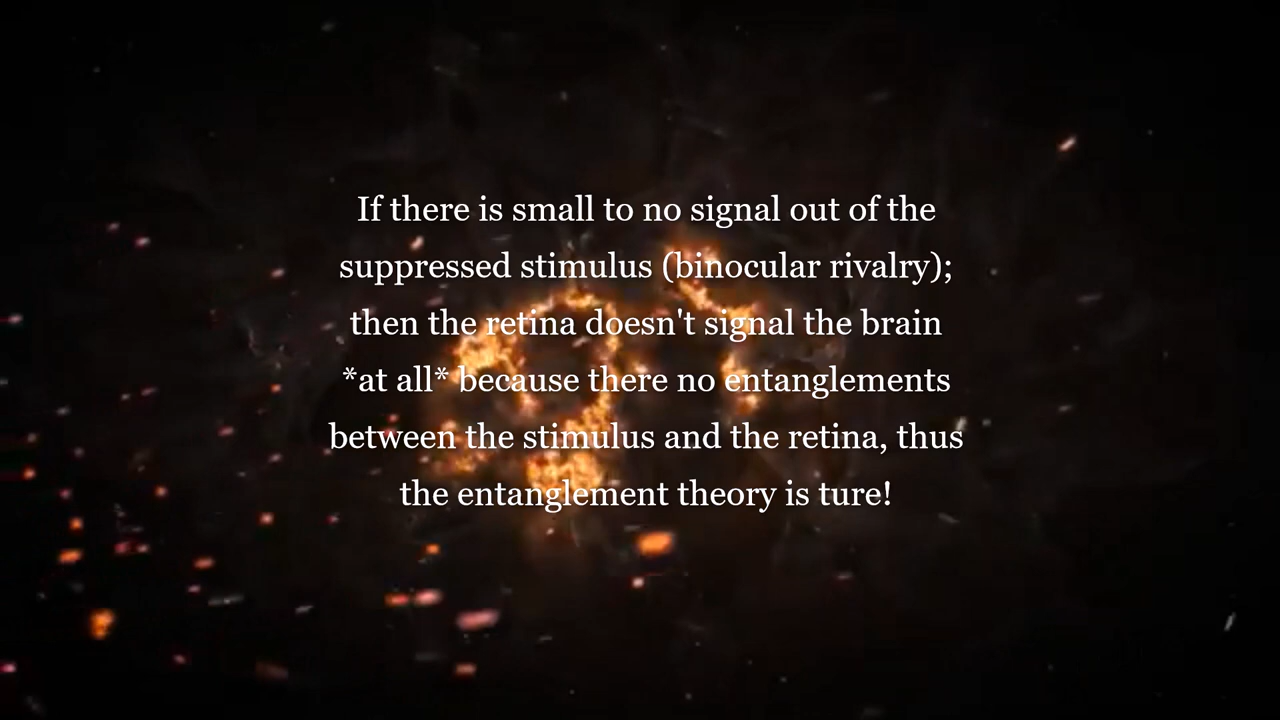 If there is small to no signal out of the
suppressed stimulus (binocular rivalry);
then the retina doesn't signal the brain
*at all* because there no entanglements
between the stimulus and the retina, thus
the entanglement theory is ture!